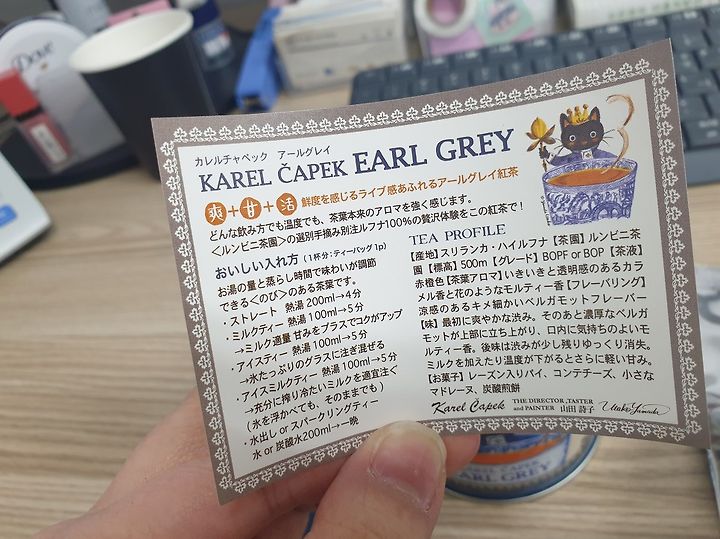 Dove
カレルチャペック アールグレイ
KAREL ČAPEK EARL GREY
爽+甘+活 鮮度を感じるライブ感あふれるアールグレイ紅茶
どんな飲み方でも温度でも、茶葉本来のアロマを強く感じます。
<ルンビニ茶園>の選別手摘み別注ルフナ100%の贅沢体験をこの紅茶で!
おいしい入れ方 (1杯分:ティーバッグ1p)
お湯の量と蒸らし時間で味わいが調節
できる<のび>のある茶葉です。
・ストレート 熱湯 200ml→4分
・ミルクティー 熱湯 100ml→5分
→ミルク適量 甘みをプラスでコクがアップ
・アイスティー 熱湯 100ml→5分
→氷たっぷりのグラスに注ぎ混ぜる
・アイスミルクティー 熱湯 100ml→5分
→充分に搾り冷たいミルクを適宜注ぐ
(氷を浮かべても、そのままでも)
・水出し or スパークリングティー
水 or 炭酸水200ml→一晩
TEA PROFILE
【産地】スリランカ・ハイルフナ【茶園】ルンビニ茶
園【標高】500m【グレード】BOPF or BOP【茶液】
赤橙色【茶葉アロマ】いきいきと透明感のあるカラ
メル香と花のようなモルティー香【フレーバリング】
涼感のあるキメ細かいベルガモットフレーバー
【味】最初に爽やかな渋み。そのあと濃厚なベルガ
モットが上部に立ち上がり、口内に気持ちのよいモ
ルティー香。後味は渋みが少し残りゆっくり消失。
ミルクを加えたり温度が下がるとさらに軽い甘み。
【お菓子】レーズン入りパイ、コンテチーズ、小さな
マドレーヌ、炭酸煎餅
Karel Čapek THE DIRECTOR, TASTER
and PAINTER 山田 詩子 Utako Yamada
KAREL ČAPEK
EARL GREY